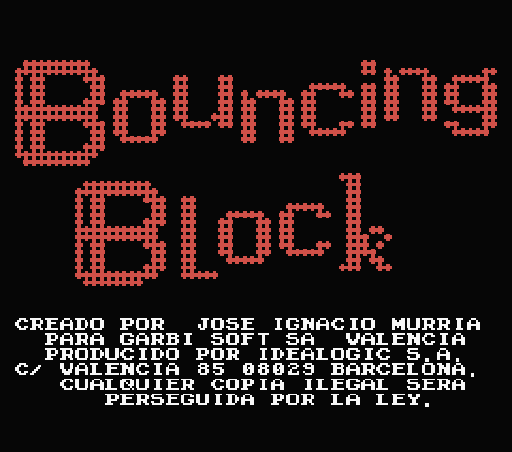 Bouncing
Block
CREADO POR JOSE IGNACIO MURRIA
PARA GARBI SOFT SA VALENCIA
PRODUCIDO POR IDEALOGIC S.A.
C/ VALENCIA 85 08029 BARCELONA.
CUALQUIER COPIA ILEGAL SERA
PERSEGUIDA POR LA LEY.